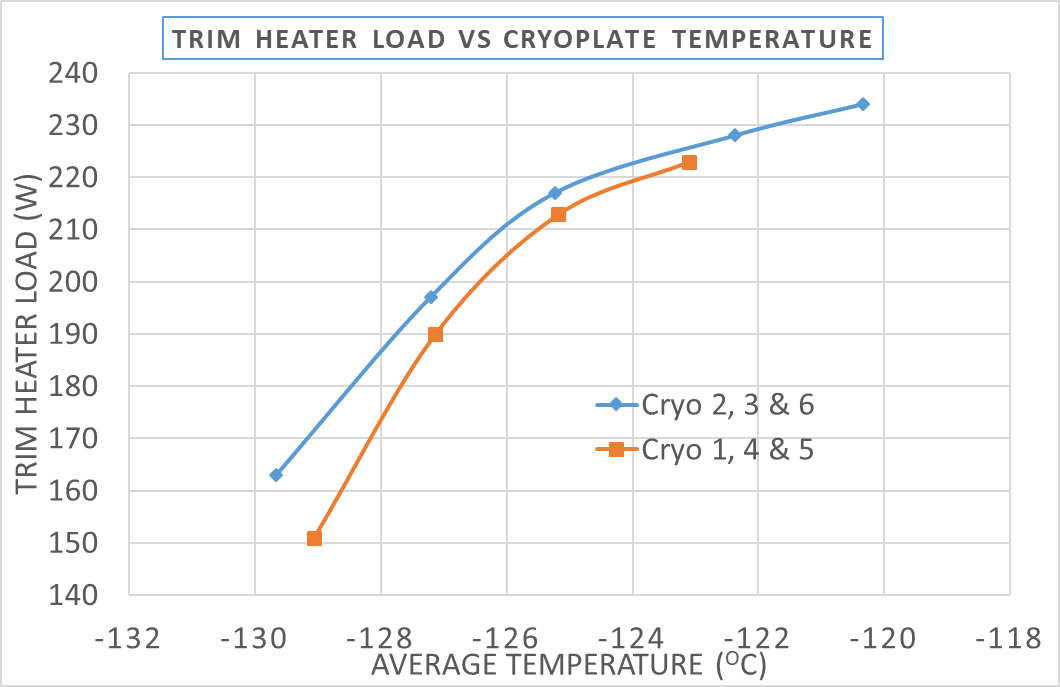 TRIM HEATER LOAD VS CRYOPLATE TEMPERATURE
240
230
220
210
200
190
180
170
160
150
140
TRIM HEATER LOAD (W)
Cryo 2, 3 & 6
Cryo 1, 4 & 5
-132 -130 -128 -126 -124 -122 -120 -118
AVERAGE TEMPERATURE (ᴼC)